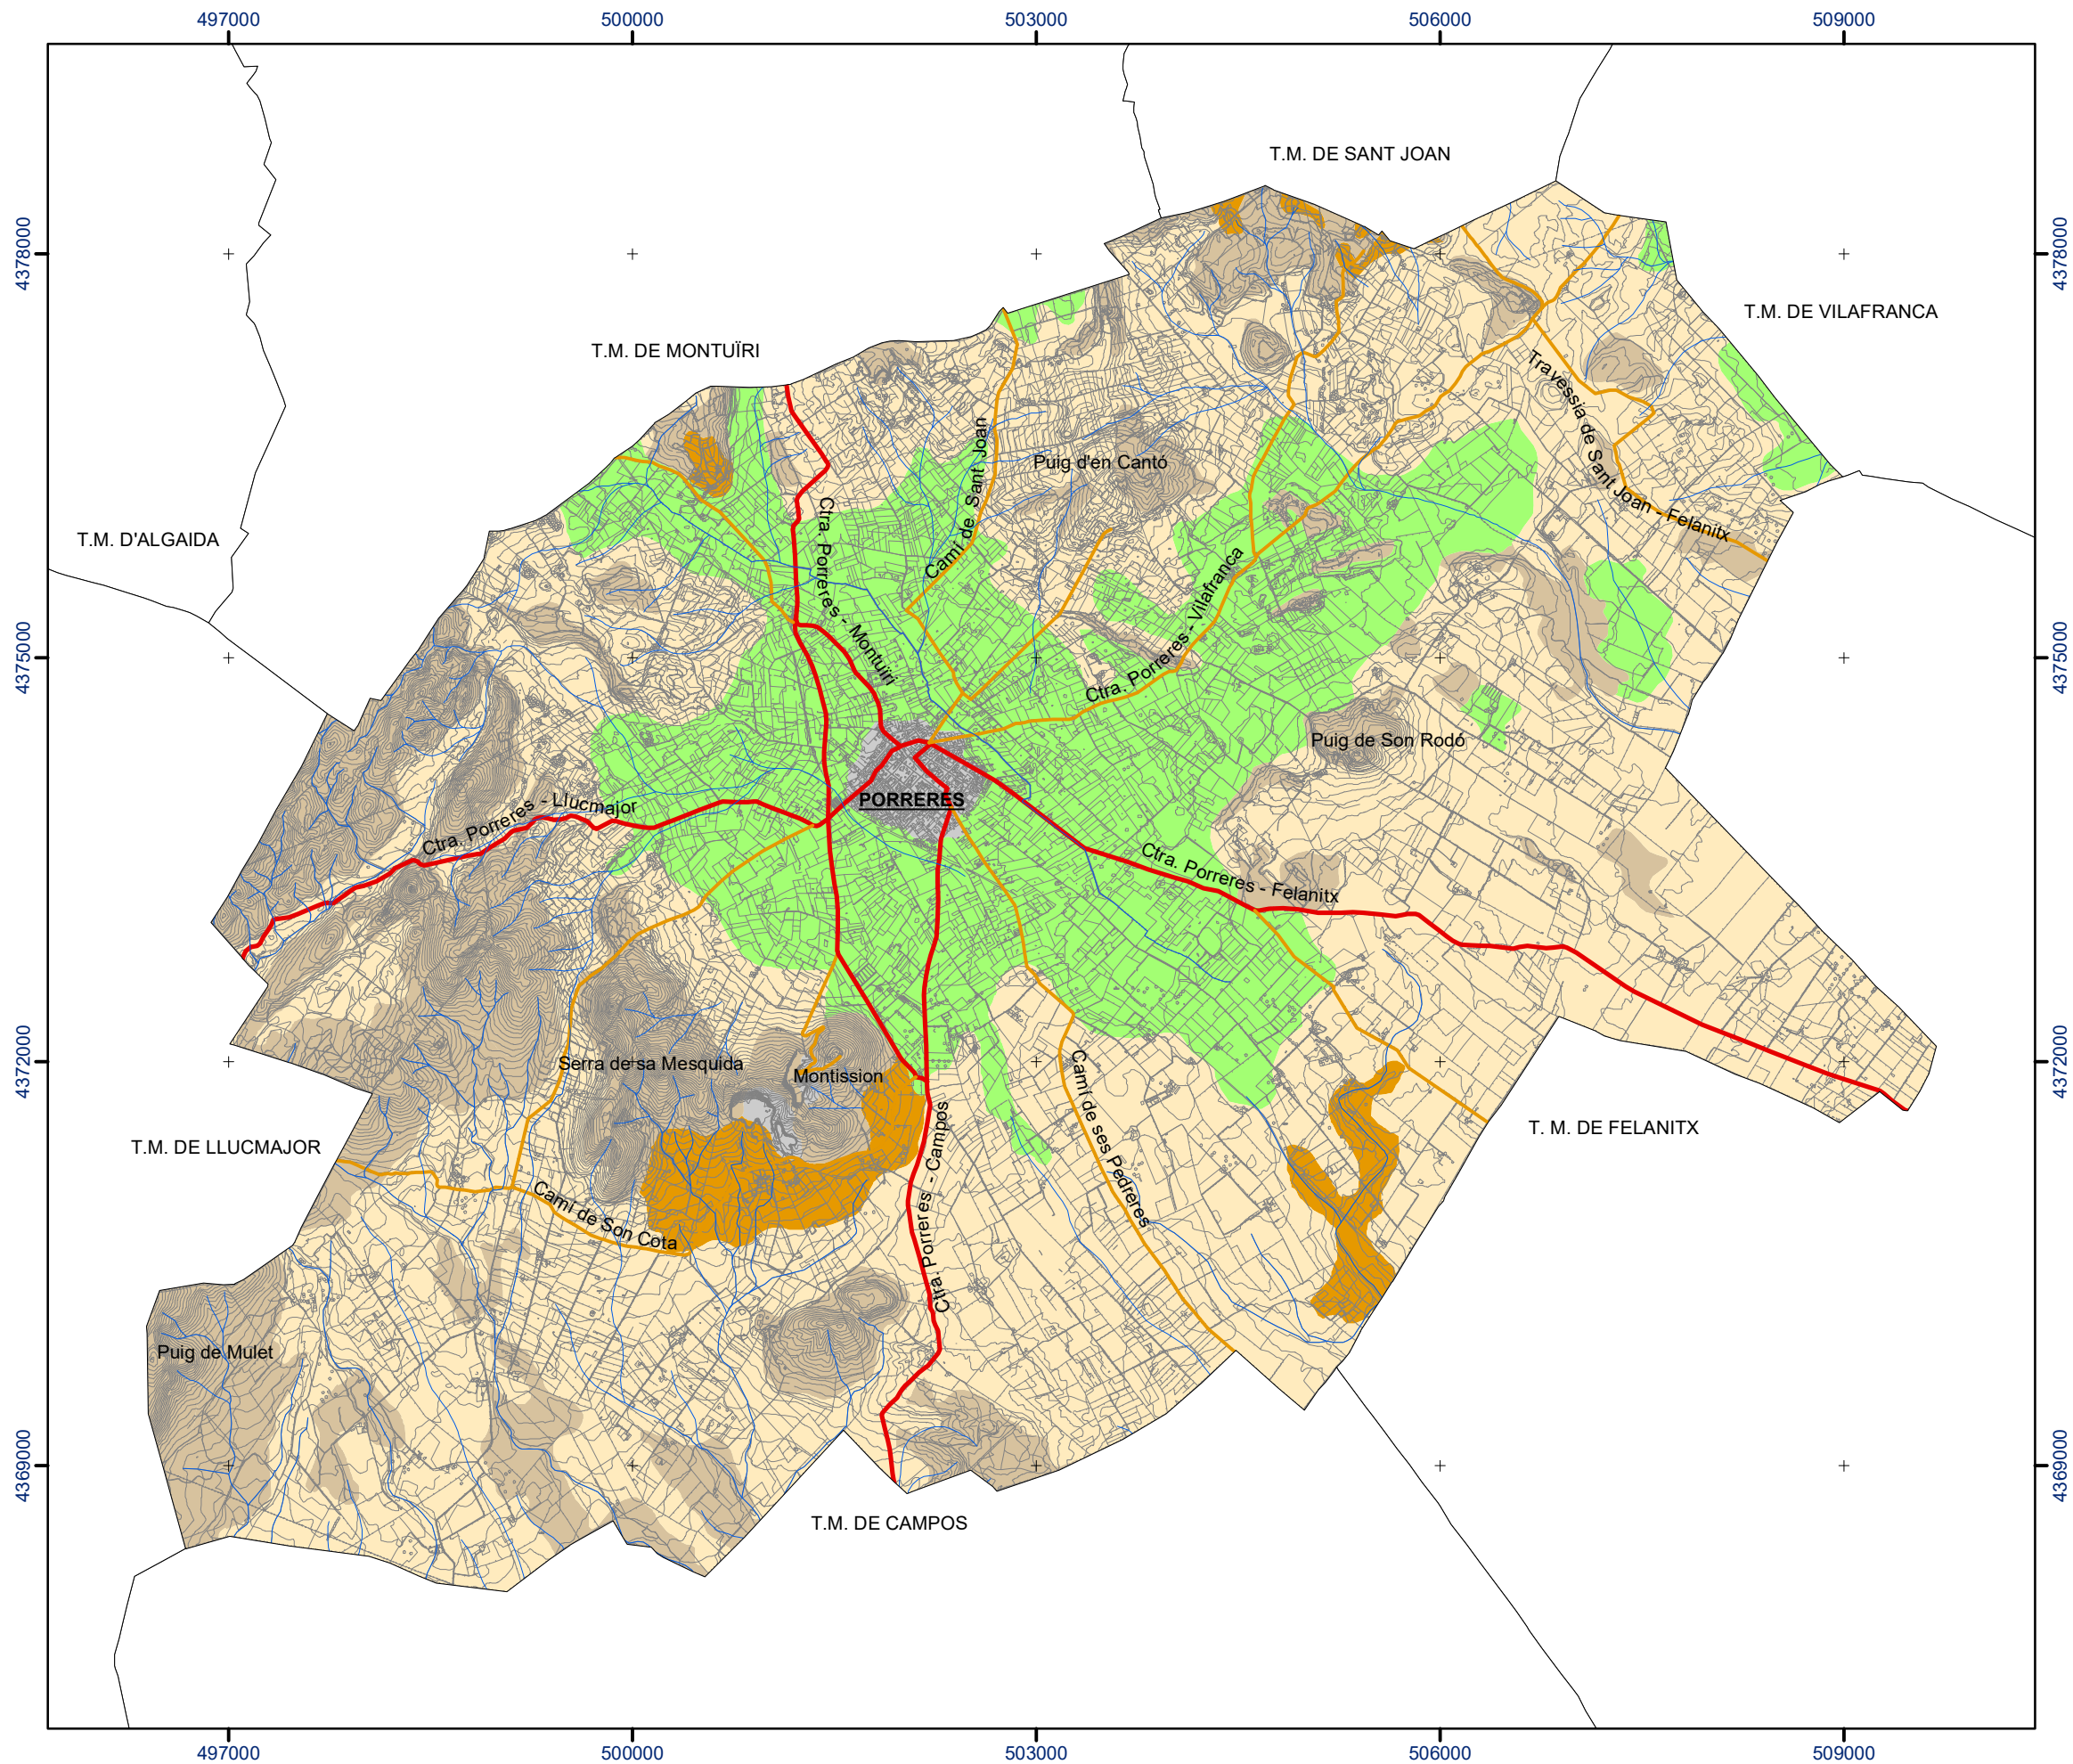 497000 500000 503000 506000 509000
T.M. DE SANT JOAN
4378000 4378000
T.M. DE VILAFRANCA
T.M. DE MONTUÏRI
Travessia de Sant Joan - Felanitx
Camí de Sant Joan
Puig d'en Cantó
Ctra. Porreres - Montuïri
T.M. D'ALGAIDA
Ctra. Porreres - Vilafranca
4375000 4375000
Puig de Son Rodó
PORRERES
Ctra. Porreres - Llucmajor
Ctra. Porreres - Felanitx
4372000 4372000
Serra de sa Mesquida
Montission
Camí de ses Pedreres
T. M. DE FELANITX
T.M. DE LLUCMAJOR
Camí de Son Cota
Ctra. Porreres - Campos
Puig de Mulet
4369000 4369000
T.M. DE CAMPOS
497000 500000 503000 506000 509000